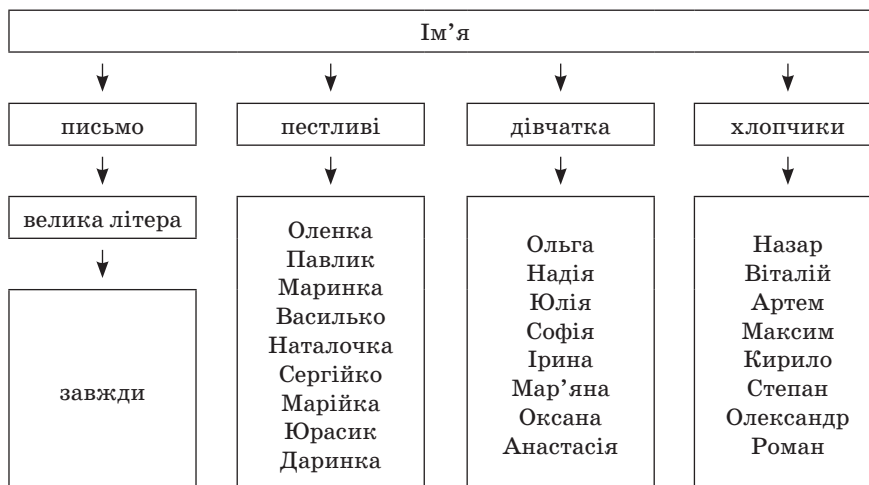 Ім’я
письмо
велика літера
завжди
пестливі
Оленка
Павлик
Маринка
Василько
Наталочка
Сергійко
Марійка
Юрасик
Даринка
дівчатка
Ольга
Надія
Юлія
Софія
Ірина
Мар’яна
Оксана
Анастасія
хлопчики
Назар
Віталій
Артем
Максим
Кирило
Степан
Олександр
Роман